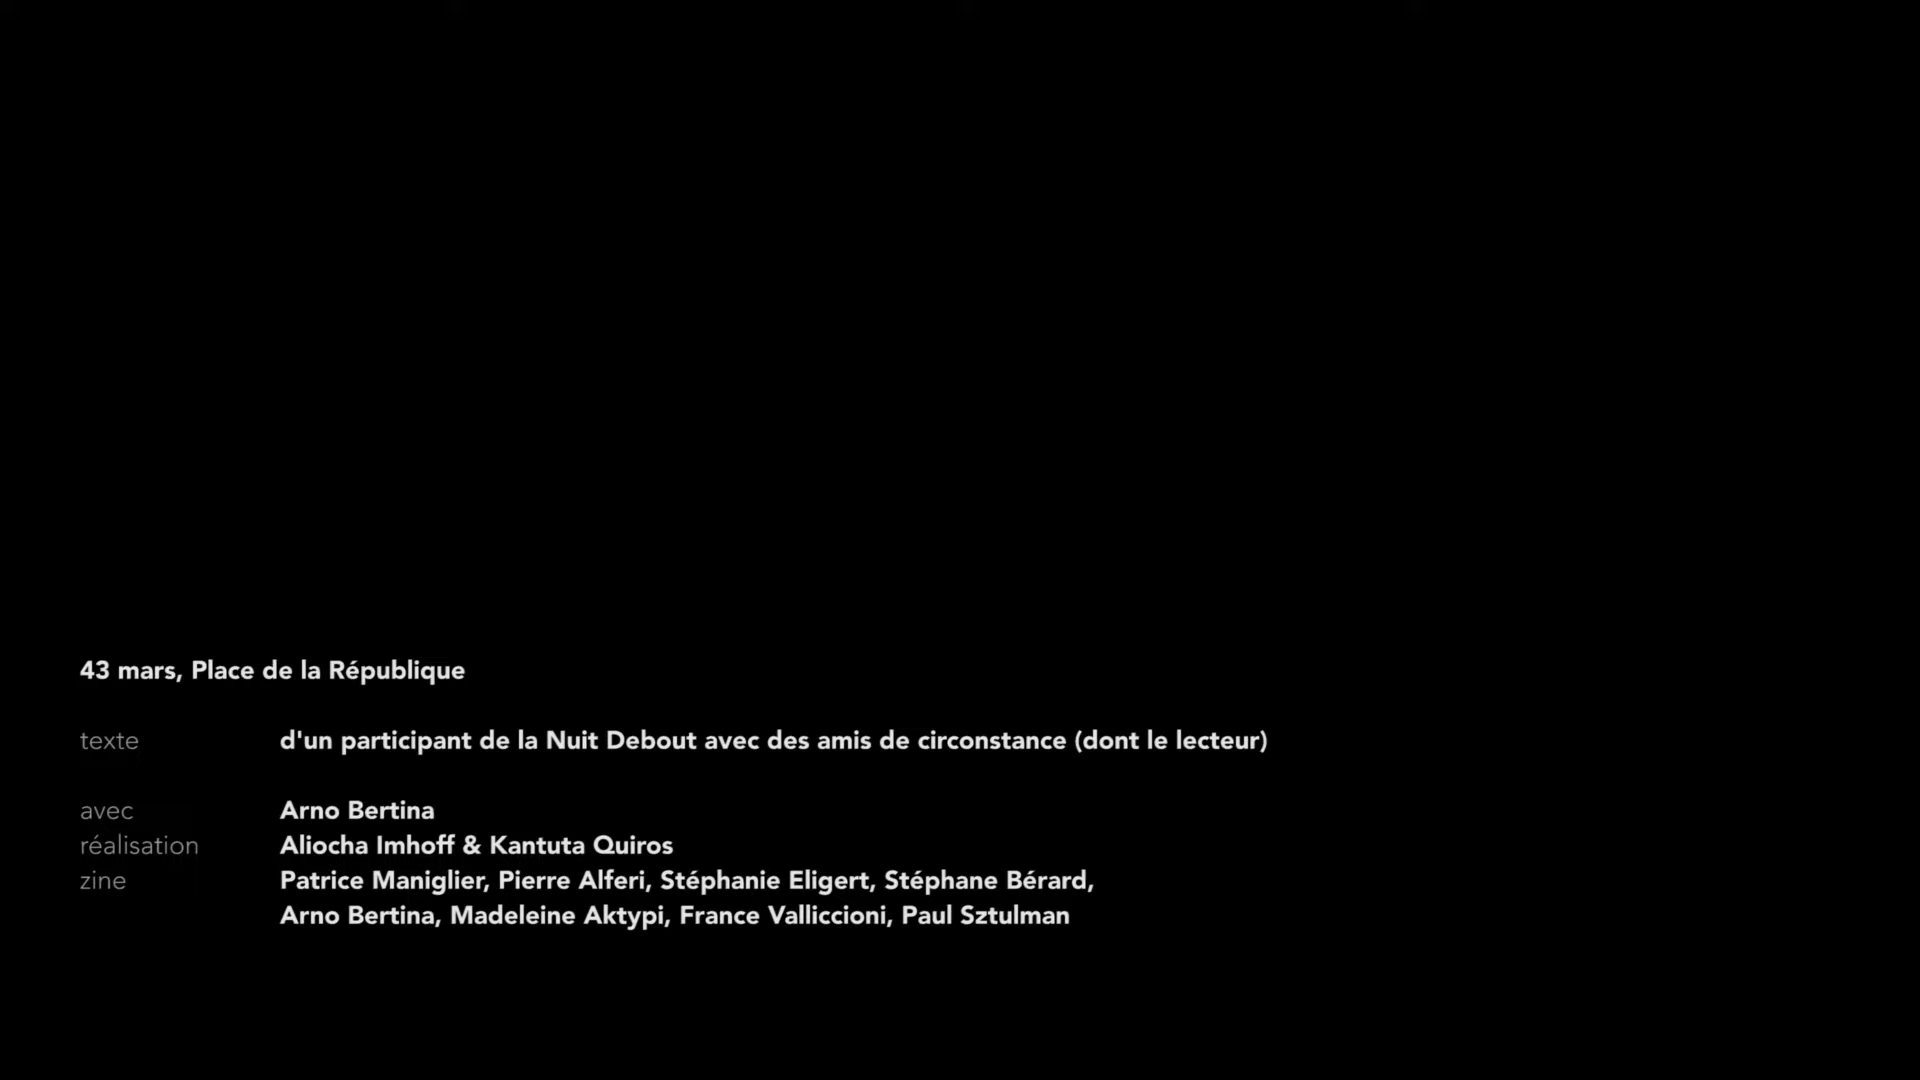 43 mars, Place de la République
texte d'un participant de la Nuit Debout avec des amis de circonstance (dont le lecteur)
avec Arno Bertina
réalisation Aliocha Imhoff & Kantuta Quiros
zine Patrice Maniglier, Pierre Alferi, Stéphanie Eligert, Stéphane Bérard,
Arno Bertina, Madeleine Aktypi, France Valliccioni, Paul Sztulman